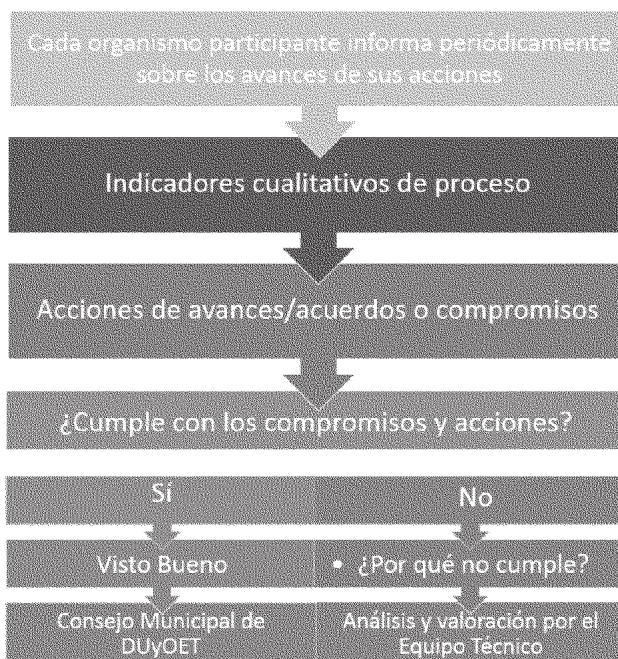 Cada organismo participante informa periódicamente
sobre los avances de sus acciones
Indicadores cualitativos de proceso
Acciones de avances/acuerdos o compromisos
¿Cumple con los compromisos y acciones?
Sí
No
Visto Bueno
• ¿Por qué no cumple?
Consejo Municipal de
DUyOET
Análisis y valoración por el
Equipo Técnico